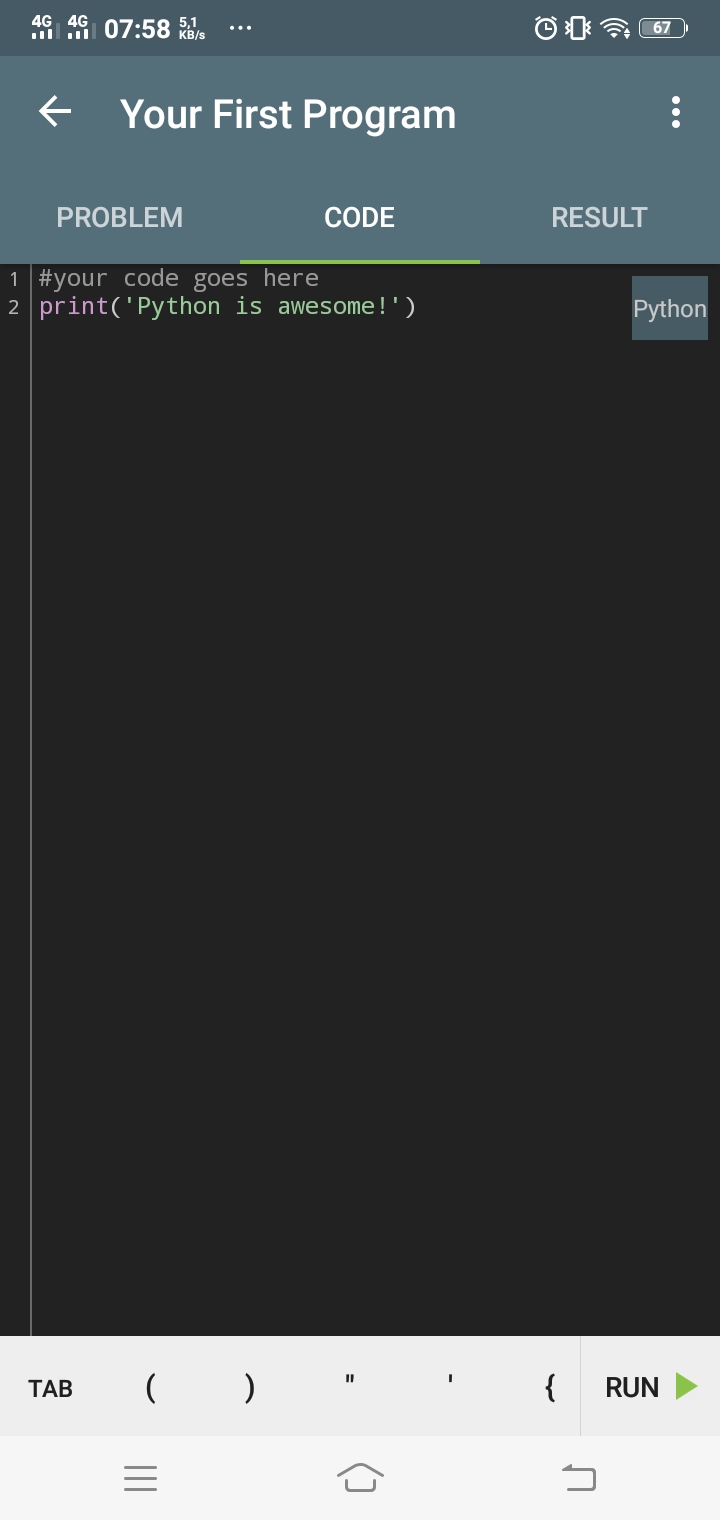 4G 4G 07:58 5,1 KB/s ... 67
Your First Program
PROBLEM CODE RESULT
1 #your code goes here
2 print('Python is awesome!')
Python
TAB ( ) " ' { RUN